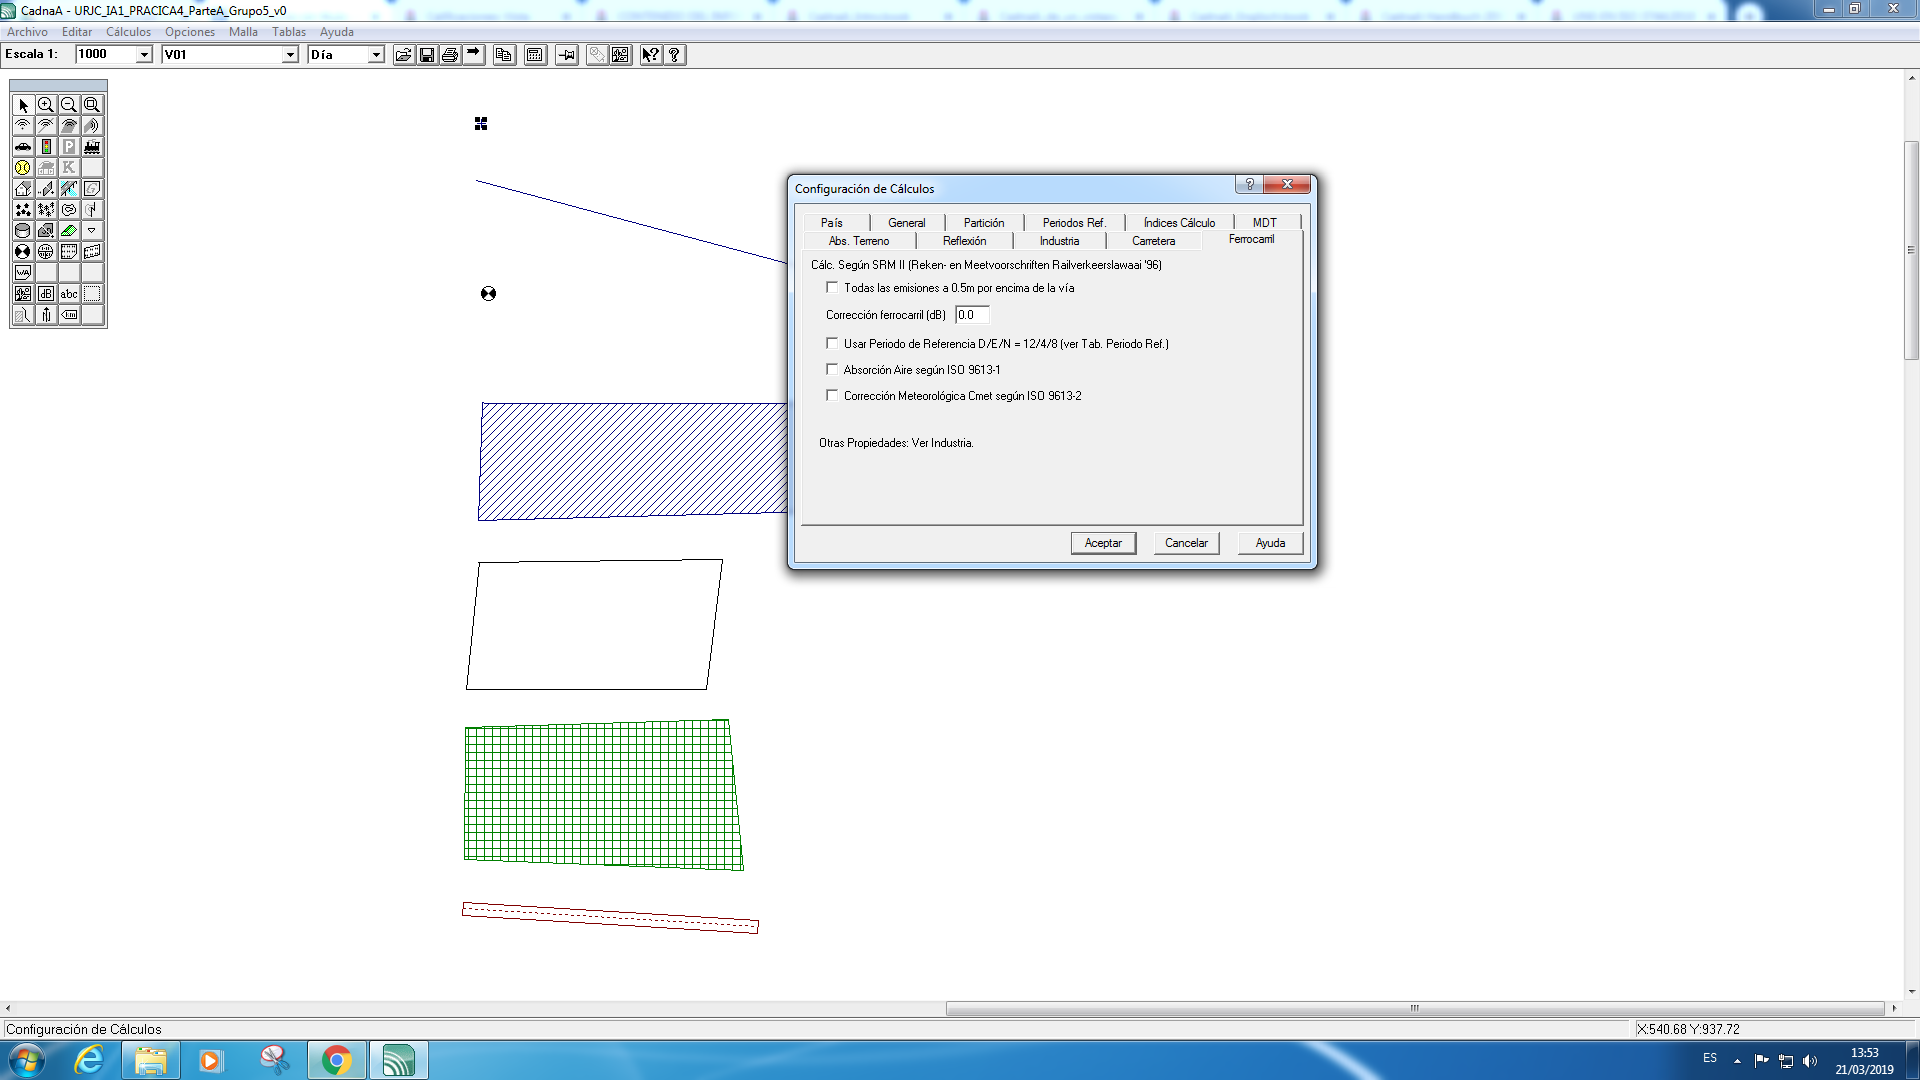 CadnaA - URJC_IA1_PRACICA4_ParteA_Grupo5_v0
Archivo Editar Cálculos Opciones Malla Tablas Ayuda
Escala 1: 1000 V01 Día
Configuración de Cálculos
País General Partición Periodos Ref. Índices Cálculo MDT
Abs. Terreno Reflexión Industria Carretera Ferrocarril
Cálc. Según SRM II (Reken- en Meetvoorschriften Railverkeerslawaai '96)
Todas las emisiones a 0.5m por encima de la vía
Corrección ferrocarril (dB) 0.0
Usar Periodo de Referencia D/E/N = 12/4/8 (ver Tab. Periodo Ref.)
Absorción Aire según ISO 9613-1
Corrección Meteorológica Cmet según ISO 9613-2
Otras Propiedades: Ver Industria.
Aceptar Cancelar Ayuda
P
K
G
VA
dB abc
Configuración de Cálculos
X:540.68 Y:937.72
ES
13:53
21/03/2019